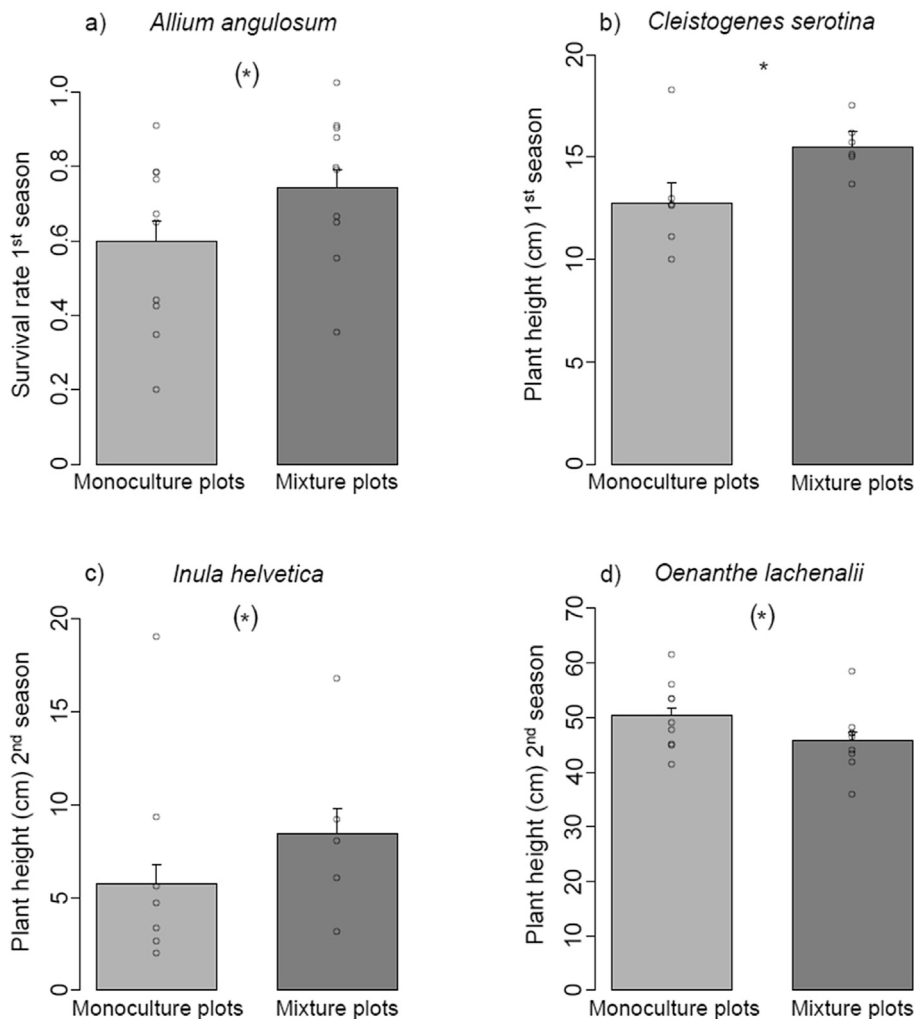 a) Allium angulosum
(*)
Survival rate 1st season
1.0
0.8
0.6
0.4
0.2
0
Monoculture plots Mixture plots
b) Cleistogenes serotina
*
Plant height (cm) 1st season
20
15
10
5
0
Monoculture plots Mixture plots
c) Inula helvetica
(*)
Plant height (cm) 2nd season
20
15
10
5
0
Monoculture plots Mixture plots
d) Oenanthe lachenalii
(*)
Plant height (cm) 2nd season
70
60
50
40
30
20
10
0
Monoculture plots Mixture plots